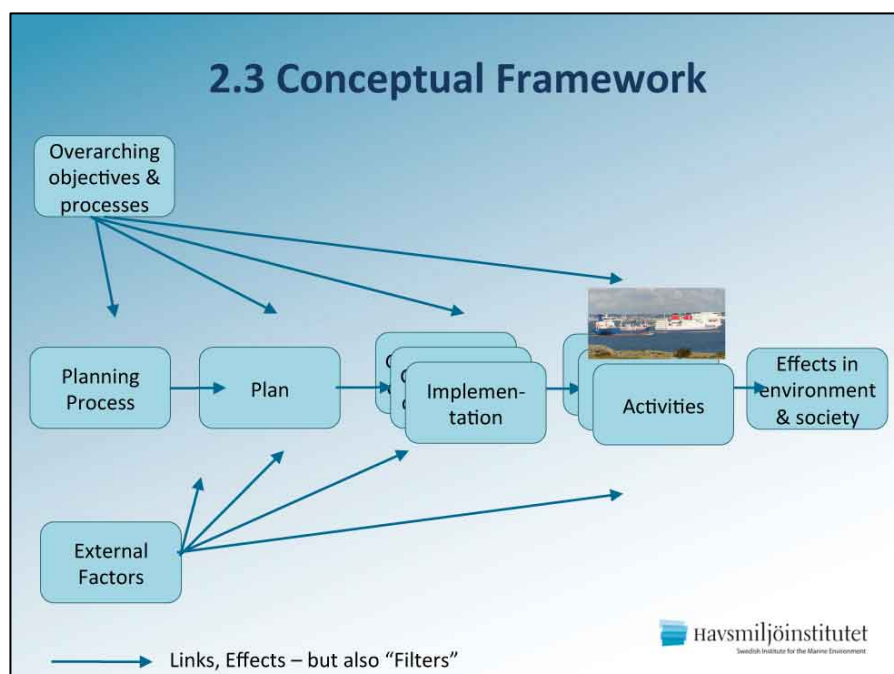 2.3 Conceptual Framework
Overarching
objectives &
processes
Planning
Process
Plan
Implemen-
tation
Activities
Effects in
environment
& society
External
Factors
Links, Effects – but also “Filters”
Havsmiljöinstitutet
Swedish Institute for the Marine Environment